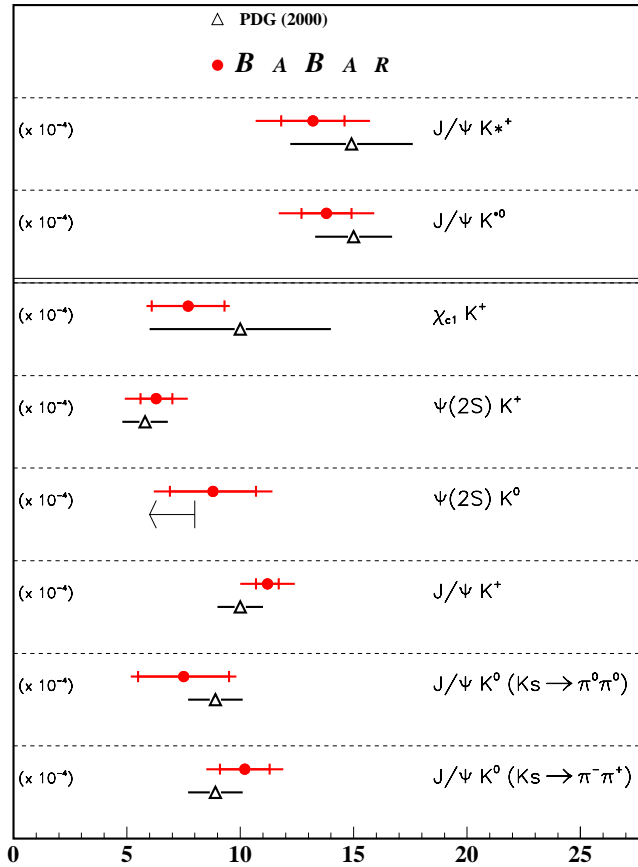 △ PDG (2000)
● B A B A R
(x 10⁻⁴) J/Ψ K*⁺
(x 10⁻⁴) J/Ψ K*⁰
(x 10⁻⁴) χc1 K⁺
(x 10⁻⁴) Ψ(2S) K⁺
(x 10⁻⁴) Ψ(2S) K⁰
(x 10⁻⁴) J/Ψ K⁺
(x 10⁻⁴) J/Ψ K⁰ (Ks → π⁰π⁰)
(x 10⁻⁴) J/Ψ K⁰ (Ks → π⁻π⁺)
0 5 10 15 20 25